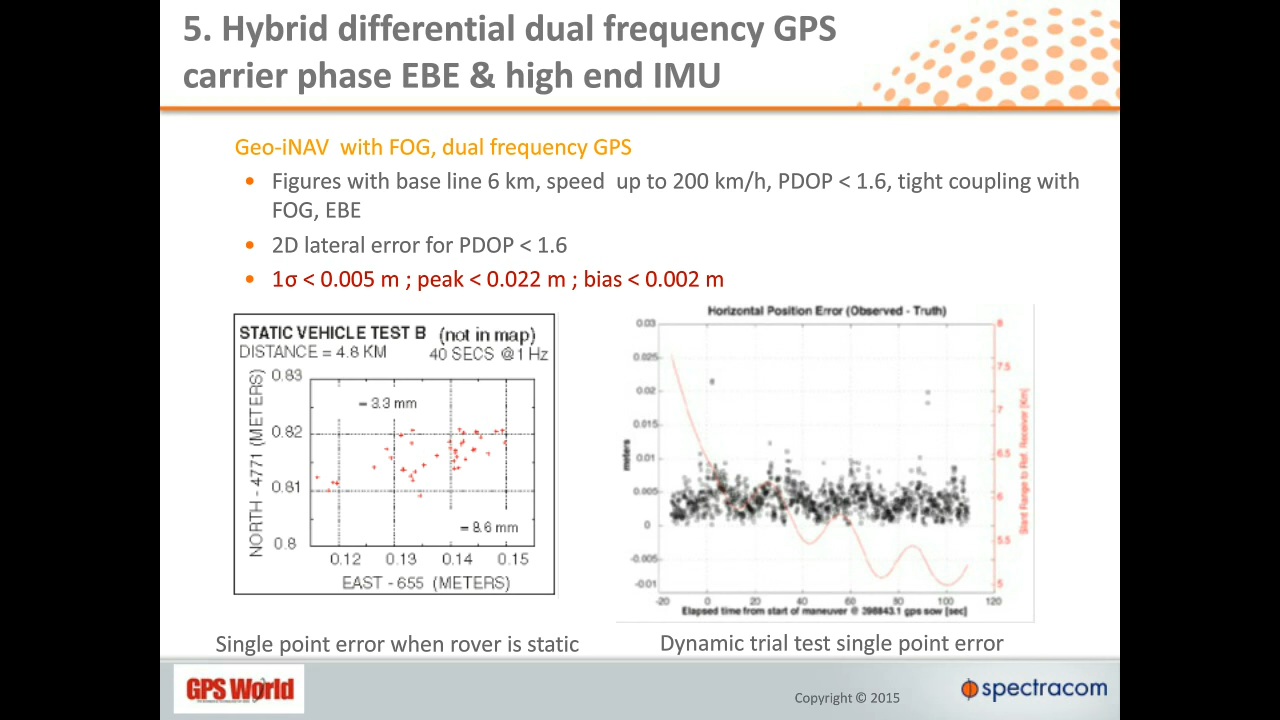 5. Hybrid differential dual frequency GPS
carrier phase EBE & high end IMU
Geo-iNAV with FOG, dual frequency GPS
• Figures with base line 6 km, speed up to 200 km/h, PDOP < 1.6, tight coupling with
FOG, EBE
• 2D lateral error for PDOP < 1.6
• 1σ < 0.005 m ; peak < 0.022 m ; bias < 0.002 m
STATIC VEHICLE TEST B (not in map)
DISTANCE = 4.8 KM 40 SECS @1 Hz
NORTH - 4771 (METERS)
0.83
0.82
0.81
0.8
= 3.3 mm
= 8.6 mm
0.12 0.13 0.14 0.15
EAST - 655 (METERS)
Single point error when rover is static
Horizontal Position Error (Observed - Truth)
meters
0.03
0.025
0.02
0.015
0.01
0.005
0
-0.005
-0.01
-20 0 20 40 60 80 100 120
Elapsed time from start of maneuver @ 398843.1 gps sow [sec]
8
7.5
7
6.5
6
5.5
5
Slant Range to Ref. Receiver [Km]
Dynamic trial test single point error
GPS World
Copyright © 2015
spectracom